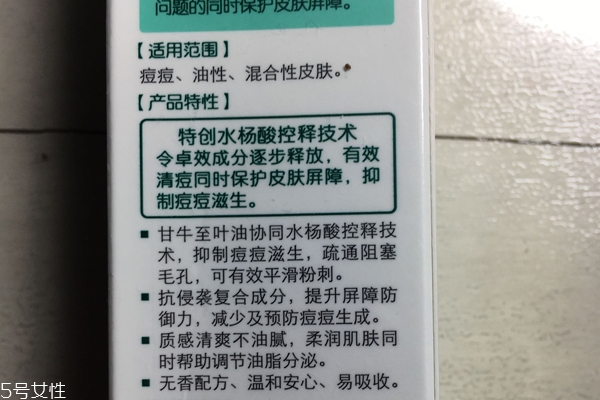 问题的同时保护皮肤屏障。
【适用范围】
痘痘、油性、混合性皮肤。
【产品特性】
特创水杨酸控释技术
令卓效成分逐步释放，有效
清痘同时保护皮肤屏障，抑
制痘痘滋生。
▪ 甘牛至叶油协同水杨酸控释技
术，抑制痘痘滋生，疏通阻塞
毛孔，可有效平滑粉刺。
▪ 抗侵袭复合成分，提升屏障防
御力，减少及预防痘痘生成。
▪ 质感清爽不油腻，柔润肌肤同
时帮助调节油脂分泌。
▪ 无香配方、温和安心、易吸收。
5号女性